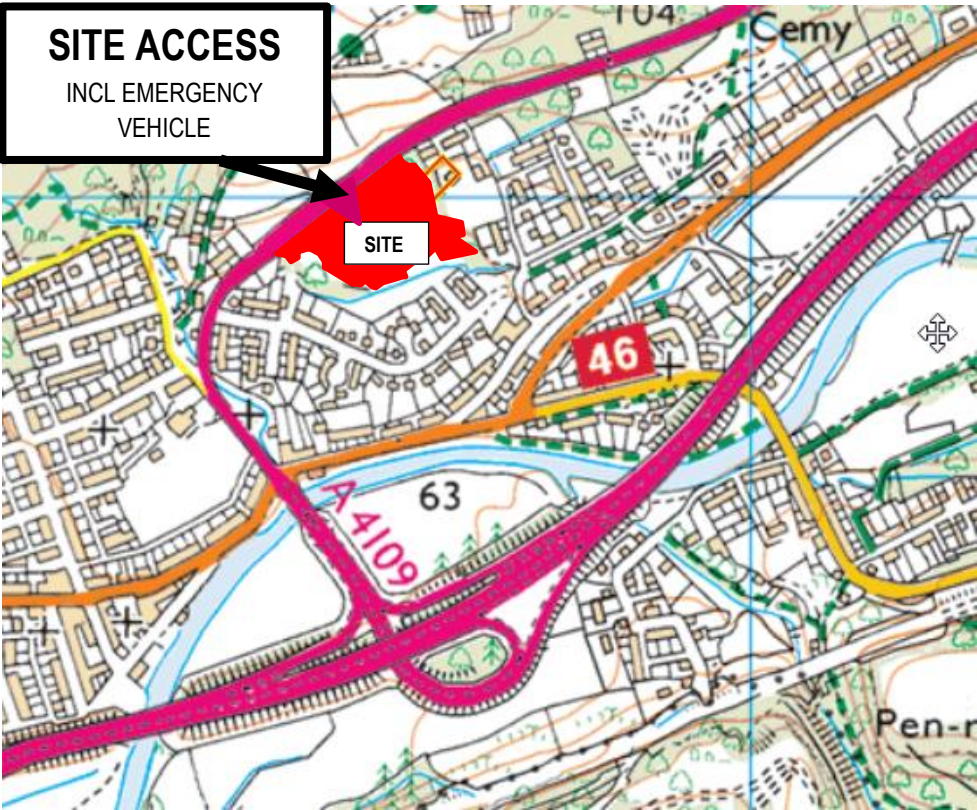 SITE ACCESS
INCL EMERGENCY
VEHICLE
104
Cemy
SITE
46
63
A 4109
Pen-r